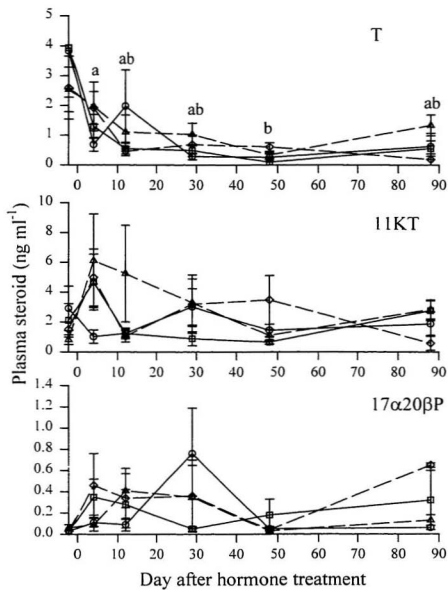 5
T
4
3
a
ab
2
ab
ab
b
1
0
0 10 20 30 40 50 60 70 80 90
10
11KT
8
6
4
2
0
0 10 20 30 40 50 60 70 80 90
1.4
17α20βP
1.2
1.0
0.8
0.6
0.4
0.2
0.0
0 10 20 30 40 50 60 70 80 90
Plasma steroid (ng ml⁻¹)
Day after hormone treatment